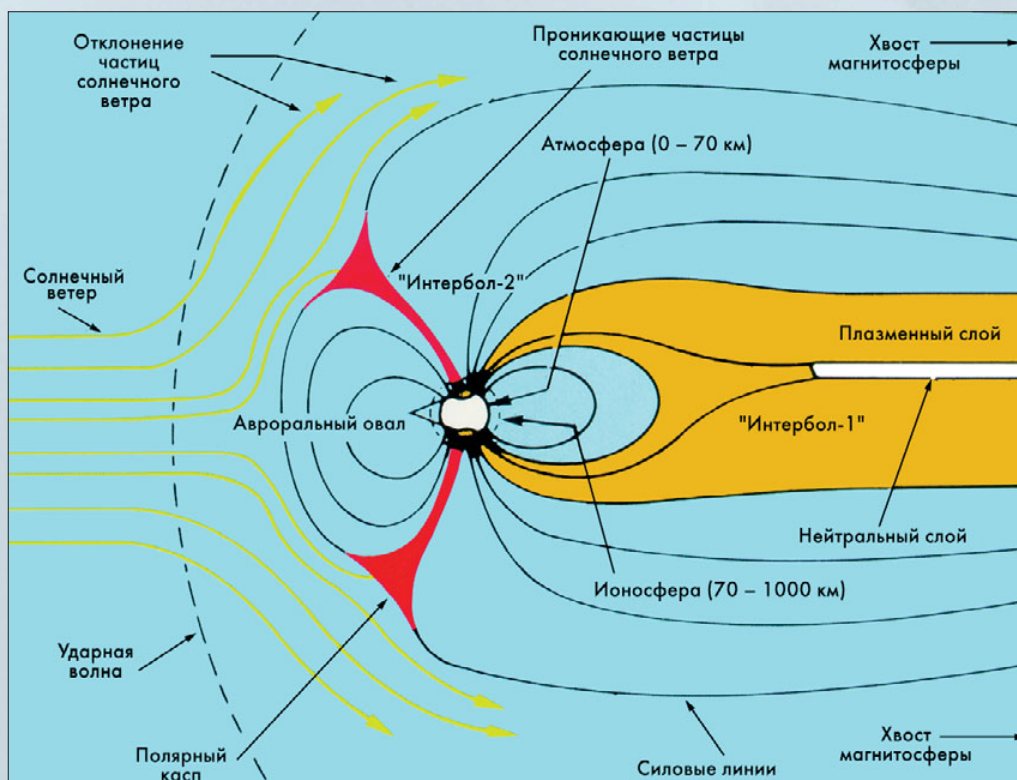 Отклонение
частиц
солнечного
ветра
Проникающие частицы
солнечного ветра
Хвост
магнитосферы
Атмосфера (0 – 70 км)
Солнечный
ветер
"Интербол-2"
Плазменный слой
Авроральный овал
"Интербол-1"
Нейтральный слой
Ионосфера (70 – 1000 км)
Ударная
волна
Полярный
касп
Силовые линии
Хвост
магнитосферы